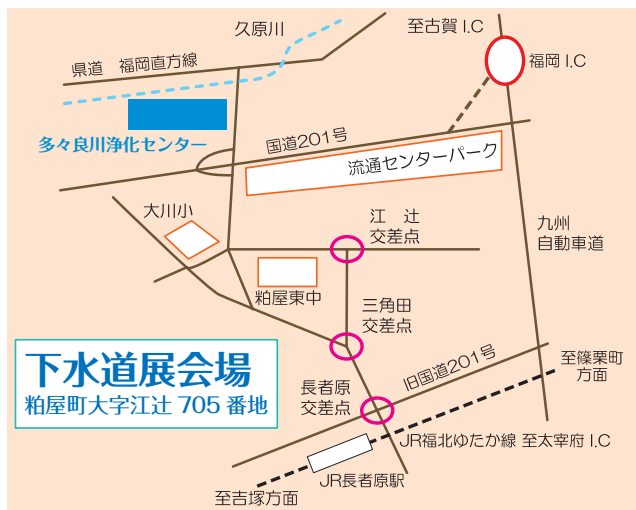 久原川
至古賀 I.C
県道　福岡直方線
福岡 I.C
国道201号
多々良川浄化センター
流通センターパーク
大川小
江　辻
交差点
九州
自動車道
粕屋東中
三角田
交差点
下水道展会場
粕屋町大字江辻 705 番地
長者原
交差点
旧国道201号
至篠栗町
方面
JR福北ゆたか線 至太宰府 I.C
JR長者原駅
至吉塚方面